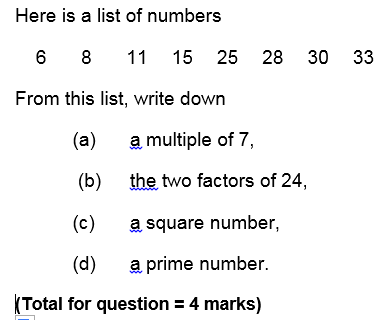 Here is a list of numbers
6 8 11 15 25 28 30 33
From this list, write down
(a) a multiple of 7,
(b) the two factors of 24,
(c) a square number,
(d) a prime number.
(Total for question = 4 marks)